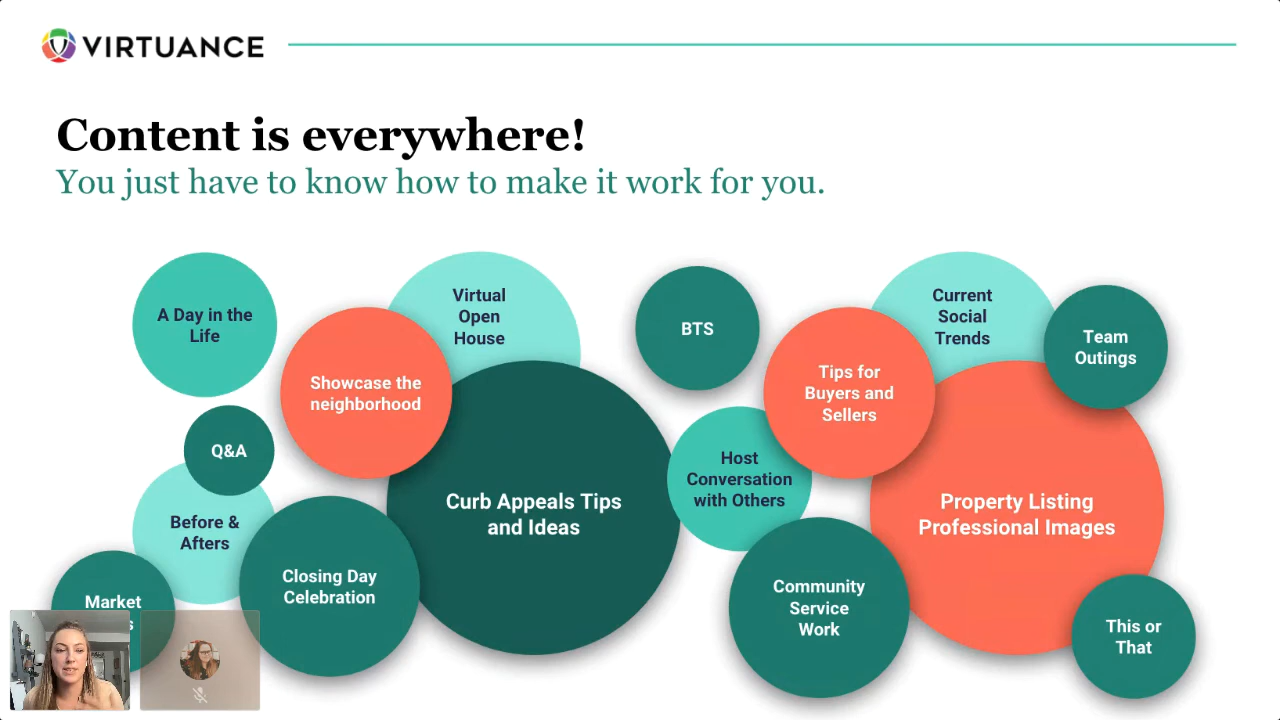 VIRTUANCE
Content is everywhere!
You just have to know how to make it work for you.
A Day in the
Life
Virtual
Open
House
Showcase the
neighborhood
Q&A
Before &
Afters
Market
Closing Day
Celebration
Curb Appeals Tips
and Ideas
BTS
Current
Social
Trends
Team
Outings
Tips for
Buyers and
Sellers
Host
Conversation
with Others
Property Listing
Professional Images
Community
Service
Work
This or
That